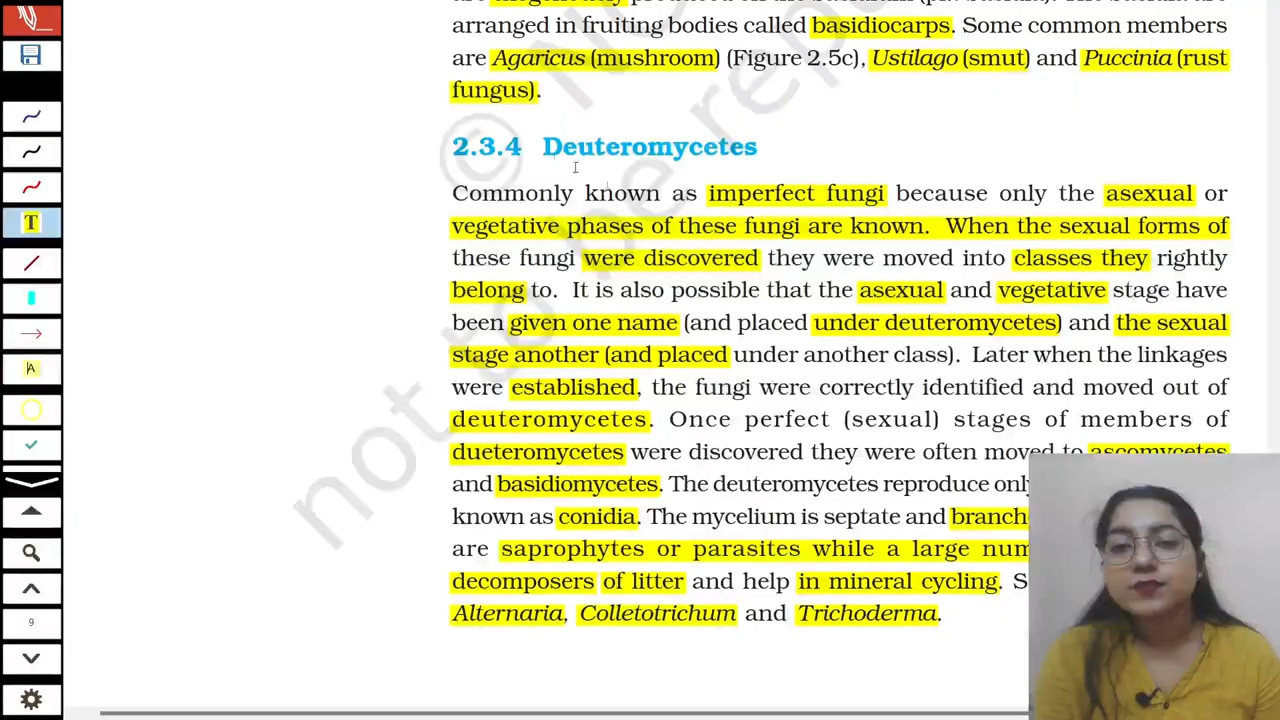 arranged in fruiting bodies called basidiocarps. Some common members
are Agaricus (mushroom) (Figure 2.5c), Ustilago (smut) and Puccinia (rust
fungus).
2.3.4 Deuteromycetes
Commonly known as imperfect fungi because only the asexual or
vegetative phases of these fungi are known. When the sexual forms of
these fungi were discovered they were moved into classes they rightly
belong to. It is also possible that the asexual and vegetative stage have
been given one name (and placed under deuteromycetes) and the sexual
stage another (and placed under another class). Later when the linkages
were established, the fungi were correctly identified and moved out of
deuteromycetes. Once perfect (sexual) stages of members of
dueteromycetes were discovered they were often moved to ascomycetes
and basidiomycetes. The deuteromycetes reproduce only
known as conidia. The mycelium is septate and
are saprophytes or parasites while a large
decomposers of litter and help in mineral cycling.
Alternaria, Colletotrichum and Trichoderma.
T
A
9
© 
not to be